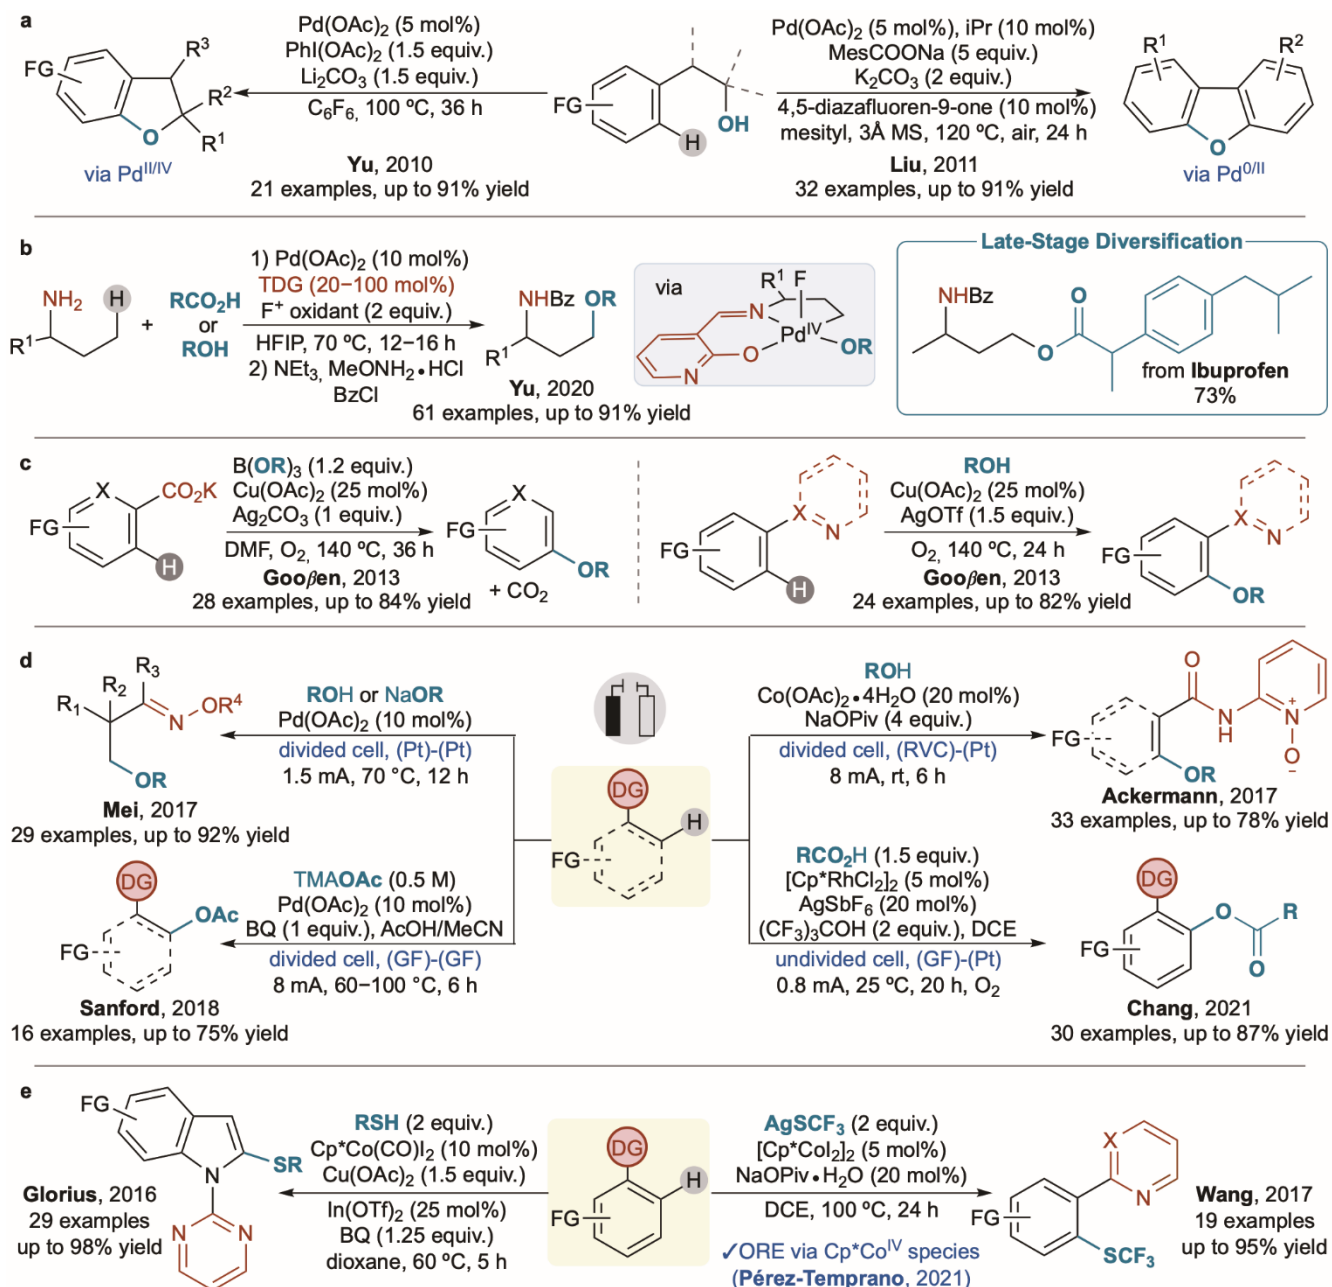 a
FG
R3
R2
R1
O
via PdII/IV
Pd(OAc)2 (5 mol%)
PhI(OAc)2 (1.5 equiv.)
Li2CO3 (1.5 equiv.)
C6F6, 100 ºC, 36 h
Yu, 2010
21 examples, up to 91% yield
FG
H
OH
Pd(OAc)2 (5 mol%), iPr (10 mol%)
MesCOONa (5 equiv.)
K2CO3 (2 equiv.)
4,5-diazafluoren-9-one (10 mol%)
mesityl, 3Å MS, 120 ºC, air, 24 h
Liu, 2011
32 examples, up to 91% yield
R1
R2
O
via Pd0/II
b
NH2
H
R1
+
RCO2H
or
ROH
1) Pd(OAc)2 (10 mol%)
TDG (20–100 mol%)
F+ oxidant (2 equiv.)
HFIP, 70 ºC, 12–16 h
2) NEt3, MeONH2•HCl
BzCl
NHBz
OR
R1
Yu, 2020
61 examples, up to 91% yield
via
R1
F
N
PdIV
O
OR
N
Late-Stage Diversification
NHBz
O
O
from Ibuprofen
73%
c
X
CO2K
FG
H
B(OR)3 (1.2 equiv.)
Cu(OAc)2 (25 mol%)
Ag2CO3 (1 equiv.)
DMF, O2, 140 ºC, 36 h
Gooβen, 2013
28 examples, up to 84% yield
X
FG
OR
+ CO2
X
N
FG
H
ROH
Cu(OAc)2 (25 mol%)
AgOTf (1.5 equiv.)
O2, 140 ºC, 24 h
Gooβen, 2013
24 examples, up to 82% yield
X
N
FG
OR
d
R3
R2
R1
N
OR4
OR
Mei, 2017
29 examples, up to 92% yield
ROH or NaOR
Pd(OAc)2 (10 mol%)
divided cell, (Pt)-(Pt)
1.5 mA, 70 °C, 12 h
DG
H
FG
ROH
Co(OAc)2•4H2O (20 mol%)
NaOPiv (4 equiv.)
divided cell, (RVC)-(Pt)
8 mA, rt, 6 h
O
N
H
N
+
O
–
FG
OR
Ackermann, 2017
33 examples, up to 78% yield
DG
OAc
FG
Sanford, 2018
16 examples, up to 75% yield
TMAOAc (0.5 M)
Pd(OAc)2 (10 mol%)
BQ (1 equiv.), AcOH/MeCN
divided cell, (GF)-(GF)
8 mA, 60–100 °C, 6 h
RCO2H (1.5 equiv.)
[Cp*RhCl2]2 (5 mol%)
AgSbF6 (20 mol%)
(CF3)3COH (2 equiv.), DCE
undivided cell, (GF)-(Pt)
0.8 mA, 25 ºC, 20 h, O2
DG
O
R
O
FG
Chang, 2021
30 examples, up to 87% yield
e
FG
N
SR
N
N
Glorius, 2016
29 examples
up to 98% yield
RSH (2 equiv.)
Cp*Co(CO)I2 (10 mol%)
Cu(OAc)2 (1.5 equiv.)
In(OTf)2 (25 mol%)
BQ (1.25 equiv.)
dioxane, 60 ºC, 5 h
DG
H
FG
AgSCF3 (2 equiv.)
[Cp*CoI2]2 (5 mol%)
NaOPiv•H2O (20 mol%)
DCE, 100 ºC, 24 h
✓ORE via Cp*CoIV species
(Pérez-Temprano, 2021)
X
N
FG
SCF3
Wang, 2017
19 examples
up to 95% yield